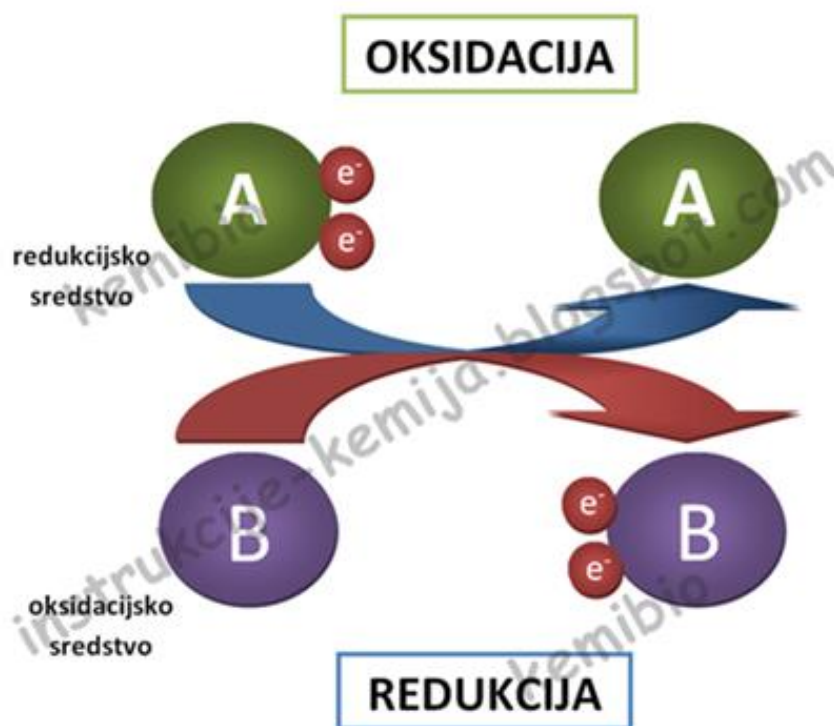 OKSIDACIJA
A
e-
e-
A
redukcijsko
sredstvo
B
e-
e-
B
oksidacijsko
sredstvo
REDUKCIJA
kemibio
instrukcije-kemija.blogspot.com
kemibio